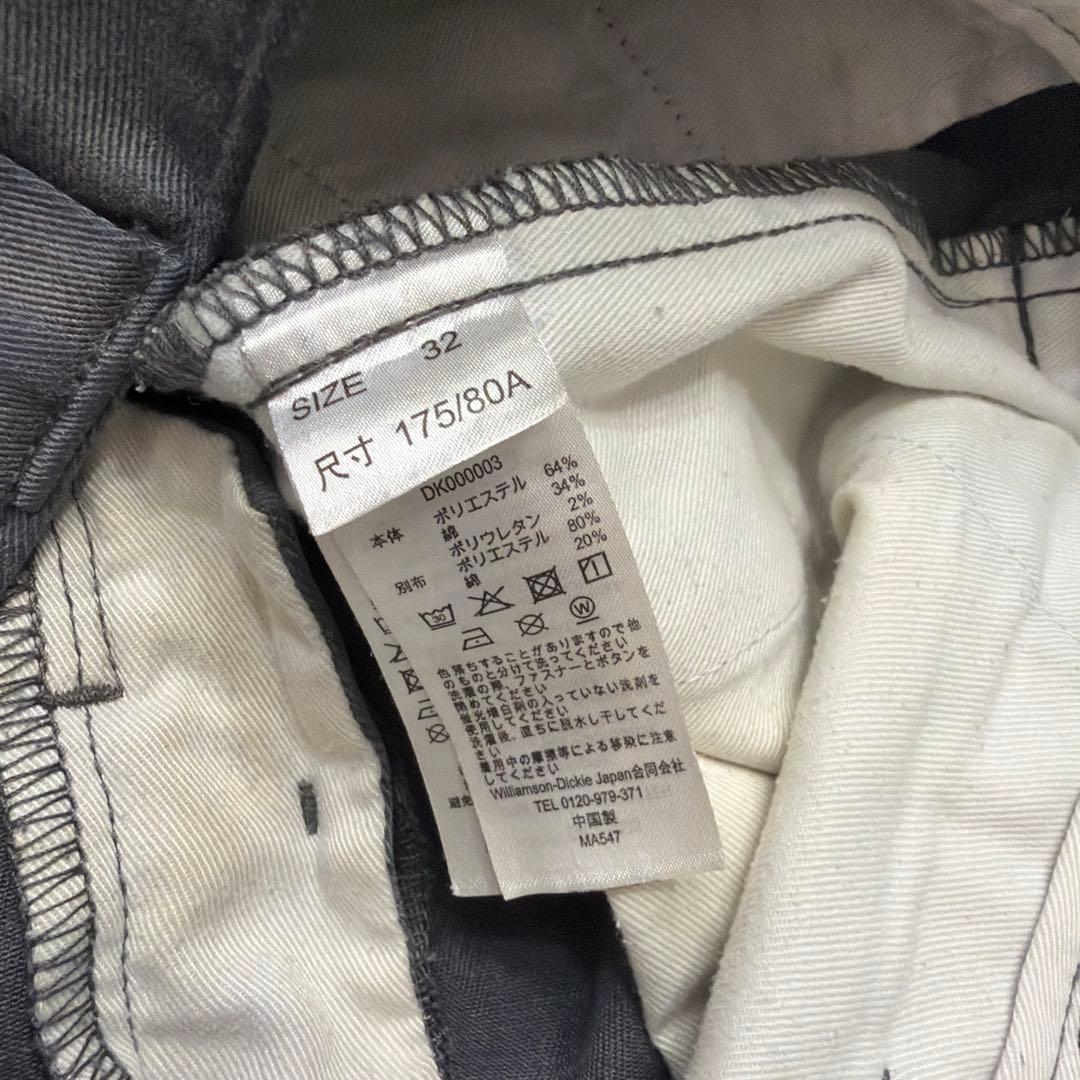 SIZE 32
尺寸 175/80A
DK000003
本体 ポリエステル 64%
綿 34%
ポリウレタン 2%
別布 ポリエステル 80%
綿 20%
30
W
色落ちすることがありますので他
のものと分けて洗ってください
洗濯の際、ファスナーとボタンを
閉めてください
蛍光増白剤の入っていない洗剤を
使用してください
洗濯後、直ちに脱水し干してくだ
さい
着用中の摩擦等による移染に注意
してください
Williamson-Dickie Japan合同会社
TEL 0120-979-371
中国製
MA547
避免